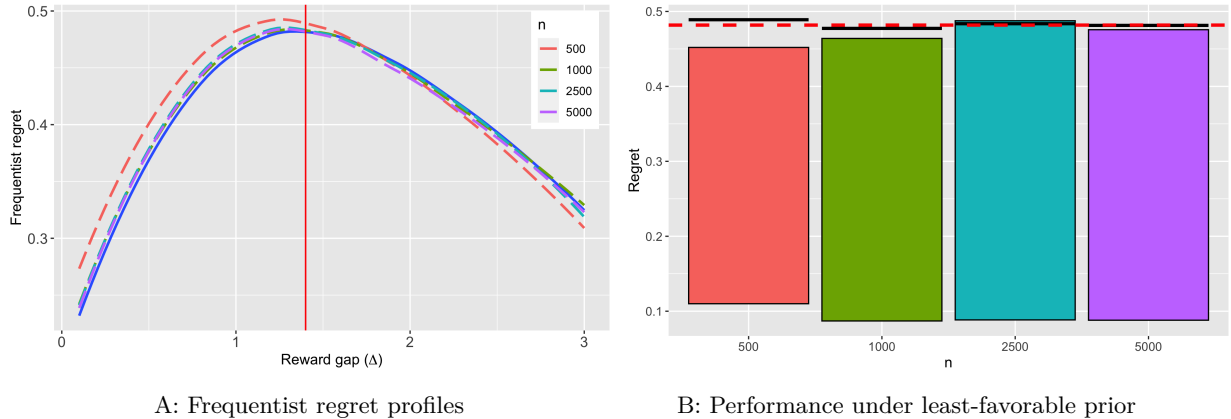 0.5
0.4
0.3
Frequentist regret
0
1
2
3
Reward gap (Δ)
n
500
1000
2500
5000
0.5
0.4
0.3
0.2
0.1
Regret
500
1000
2500
5000
n
A: Frequentist regret profiles
B: Performance under least-favorable prior